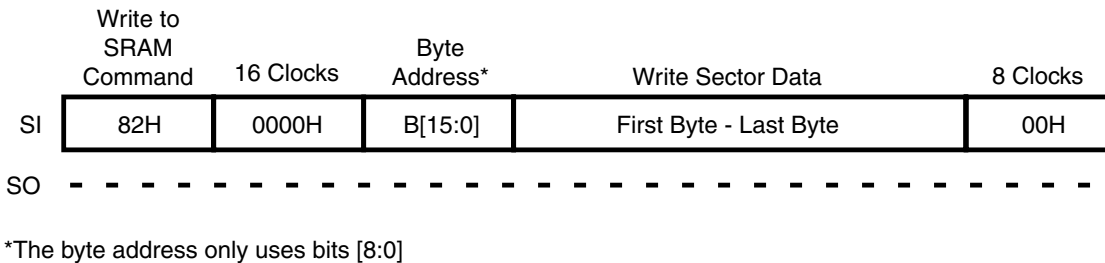 Write to
SRAM
Command
16 Clocks
Byte
Address*
Write Sector Data
8 Clocks
SI
82H
0000H
B[15:0]
First Byte - Last Byte
00H
SO
*The byte address only uses bits [8:0]